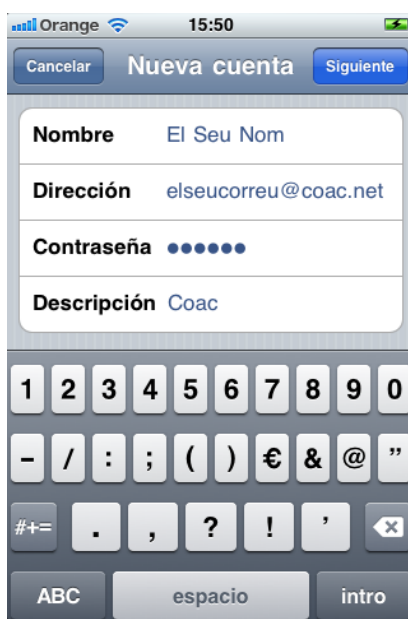 Orange 15:50
Cancelar Nueva cuenta Siguiente
Nombre El Seu Nom
Dirección elseucorreu@coac.net
Contraseña ●●●●●●
Descripción Coac
1 2 3 4 5 6 7 8 9 0
- / : ; ( ) € & @ ”
#+= . , ? ! ’
ABC espacio intro